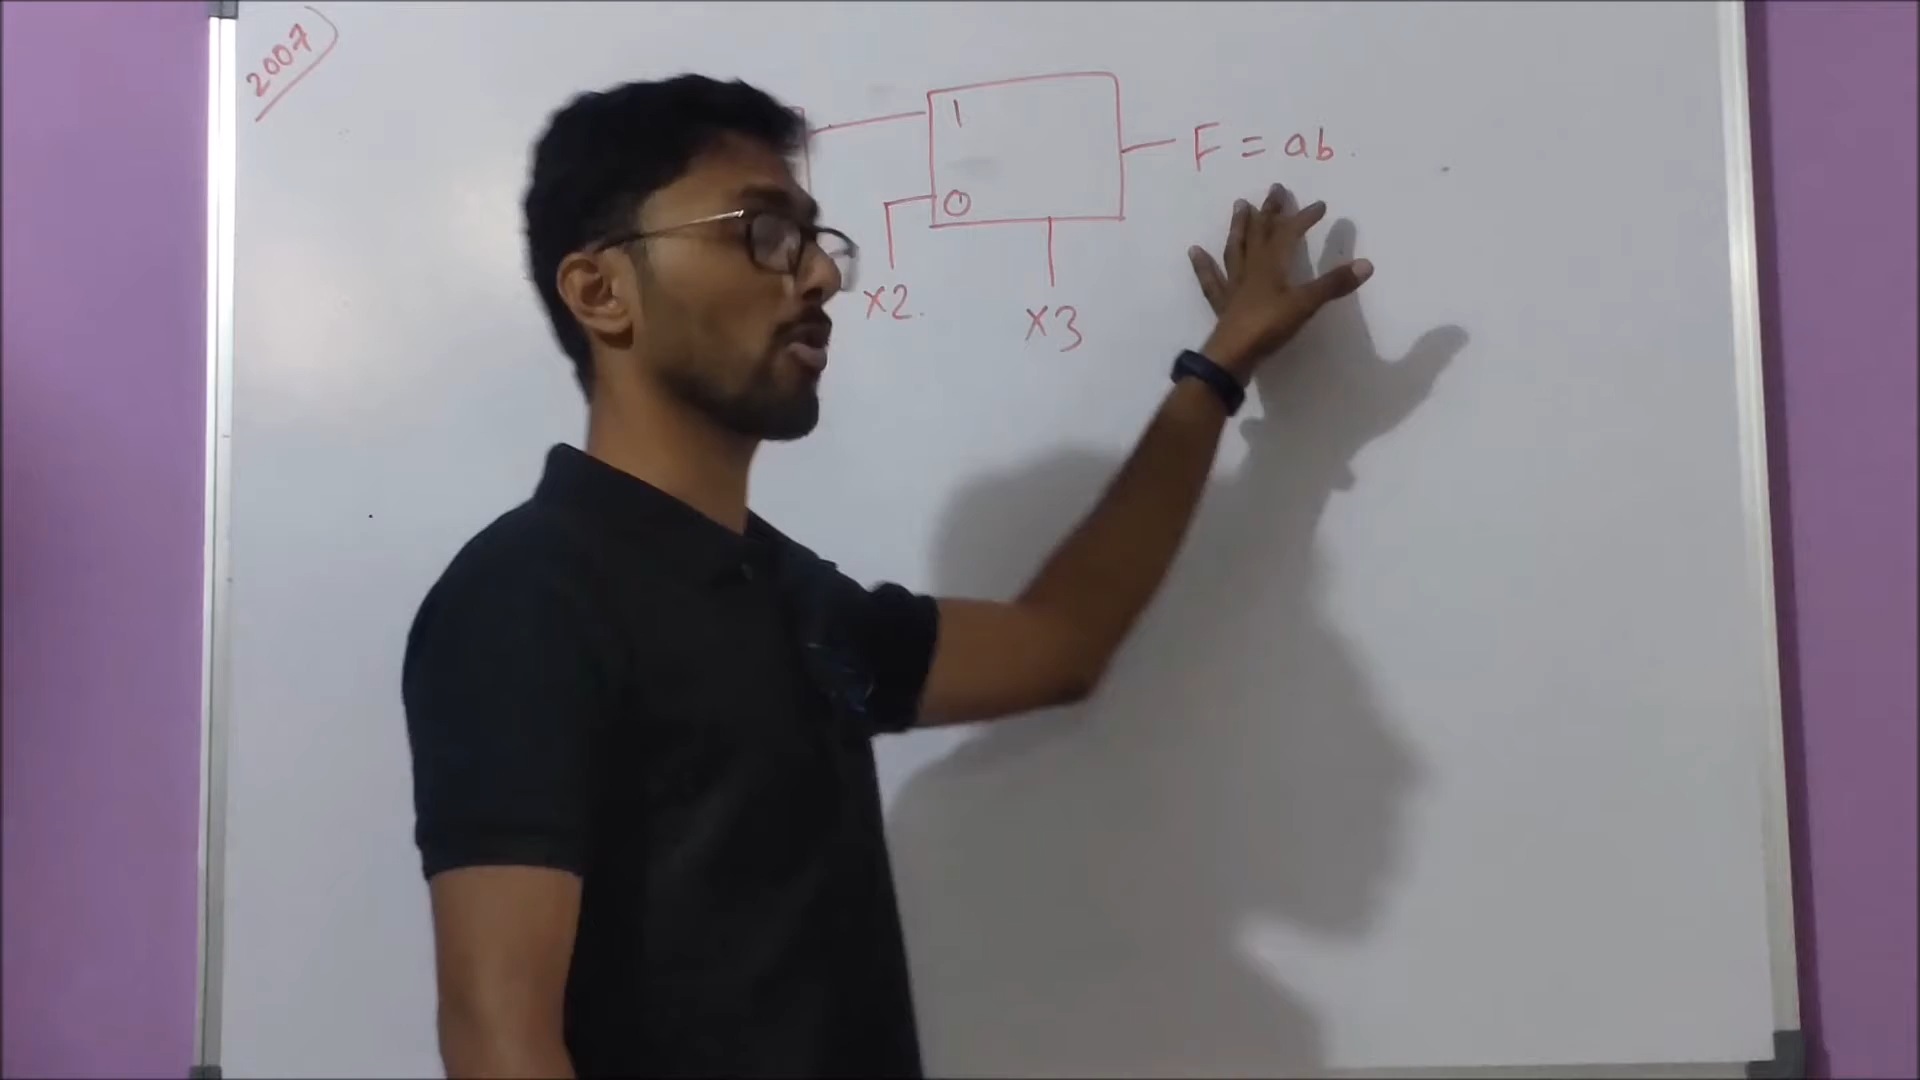 2007
1
F = ab.
0
x2.
x3